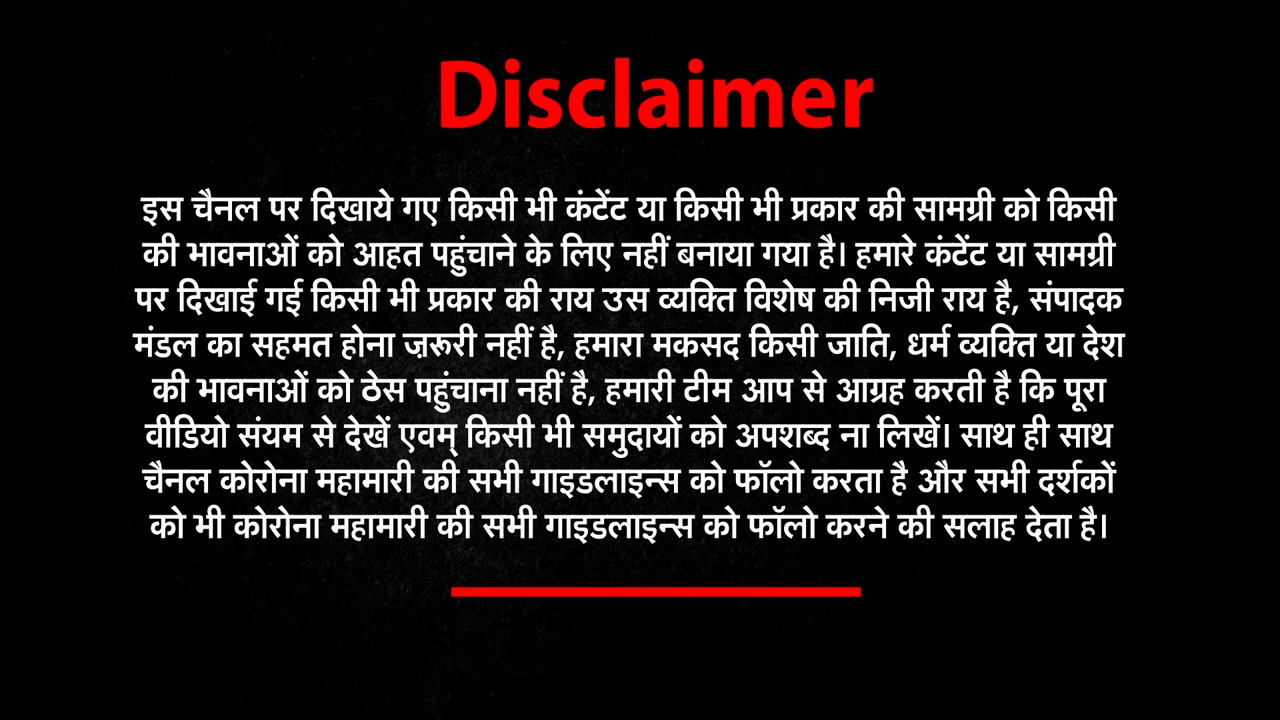 Disclaimer
इस चैनल पर दिखाये गए किसी भी कंटेंट या किसी भी प्रकार की सामग्री को किसी
की भावनाओं को आहत पहुंचाने के लिए नहीं बनाया गया है। हमारे कंटेंट या सामग्री
पर दिखाई गई किसी भी प्रकार की राय उस व्यक्ति विशेष की निजी राय है, संपादक
मंडल का सहमत होना ज़रूरी नहीं है, हमारा मकसद किसी जाति, धर्म व्यक्ति या देश
की भावनाओं को ठेस पहुंचाना नहीं है, हमारी टीम आप से आग्रह करती है कि पूरा
वीडियो संयम से देखें एवम् किसी भी समुदायों को अपशब्द ना लिखें। साथ ही साथ
चैनल कोरोना महामारी की सभी गाइडलाइन्स को फॉलो करता है और सभी दर्शकों
को भी कोरोना महामारी की सभी गाइडलाइन्स को फॉलो करने की सलाह देता है।